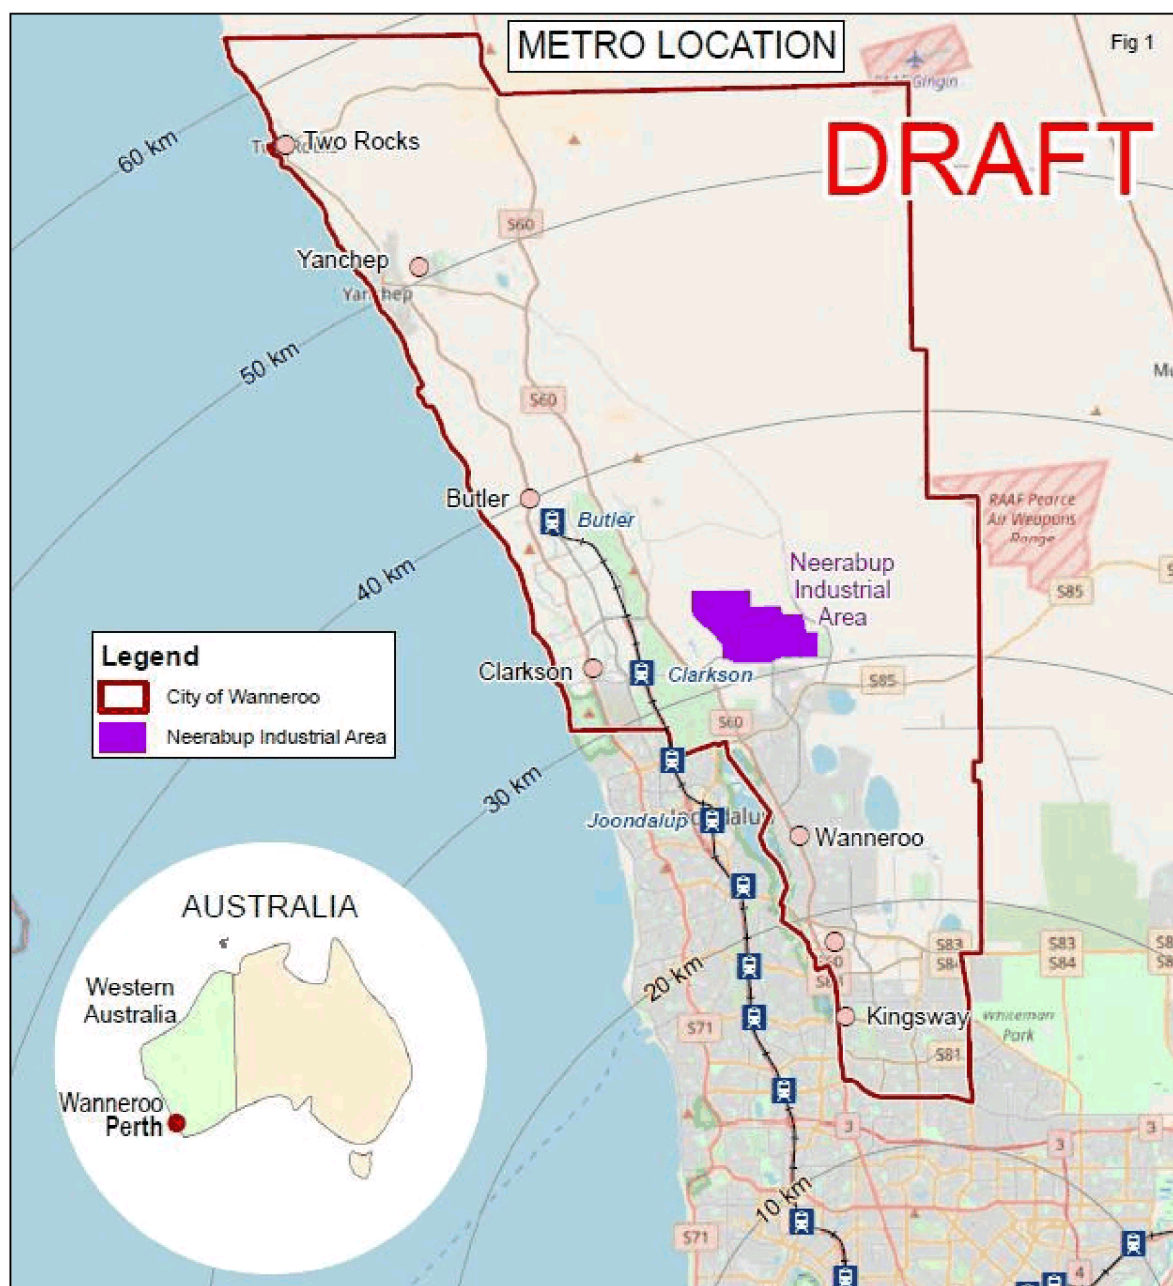 METRO LOCATION
Fig 1
Gingin
DRAFT
60 km
Two Rocks
S60
Yanchep
Yanchep
50 km
S60
RAAF Pearce
Air Weapons
Range
Butler
Butler
40 km
S85
Neerabup
Industrial
Area
Legend
City of Wanneroo
Neerabup Industrial Area
Clarkson
Clarkson
S85
S60
30 km
Joondalup
Wanneroo
AUSTRALIA
Western
Australia
Wanneroo
Perth
20 km
S83
S84
S83
S84
S71
Kingsway
Whiteman
Park
S81
3
3
3
10 km
S71
4